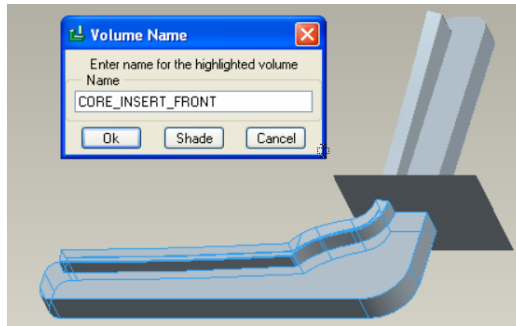 Volume Name
Enter name for the highlighted volume
Name
CORE_INSERT_FRONT
Ok Shade Cancel